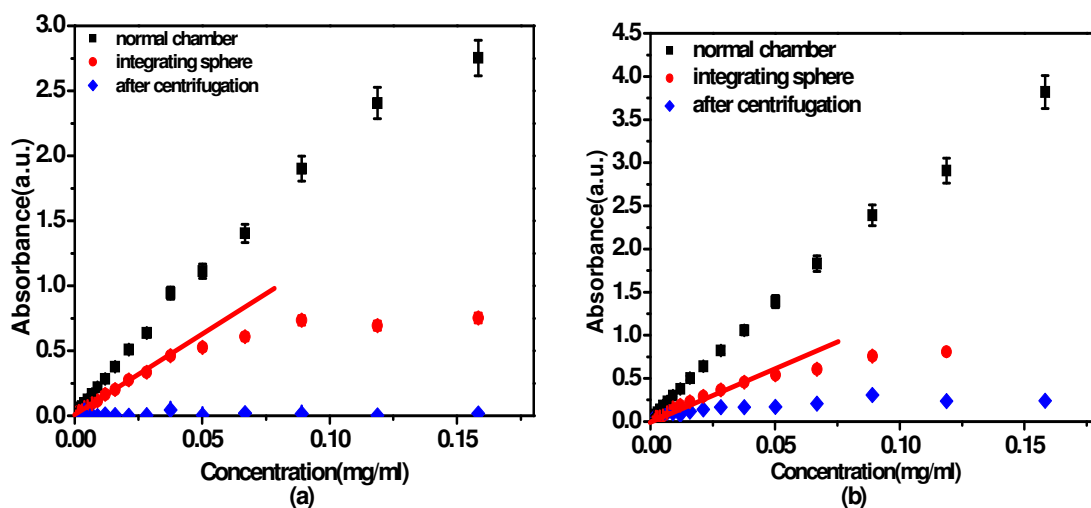 3.0
2.5
2.0
1.5
1.0
0.5
0.0
Absorbance(a.u.)
normal chamber
integrating sphere
after centrifugation
0.00 0.05 0.10 0.15
Concentration(mg/ml)
(a)
4.5
4.0
3.5
3.0
2.5
2.0
1.5
1.0
0.5
0.0
Absorbance(a.u.)
normal chamber
integrating sphere
after centrifugation
0.00 0.05 0.10 0.15
Concentration(mg/ml)
(b)